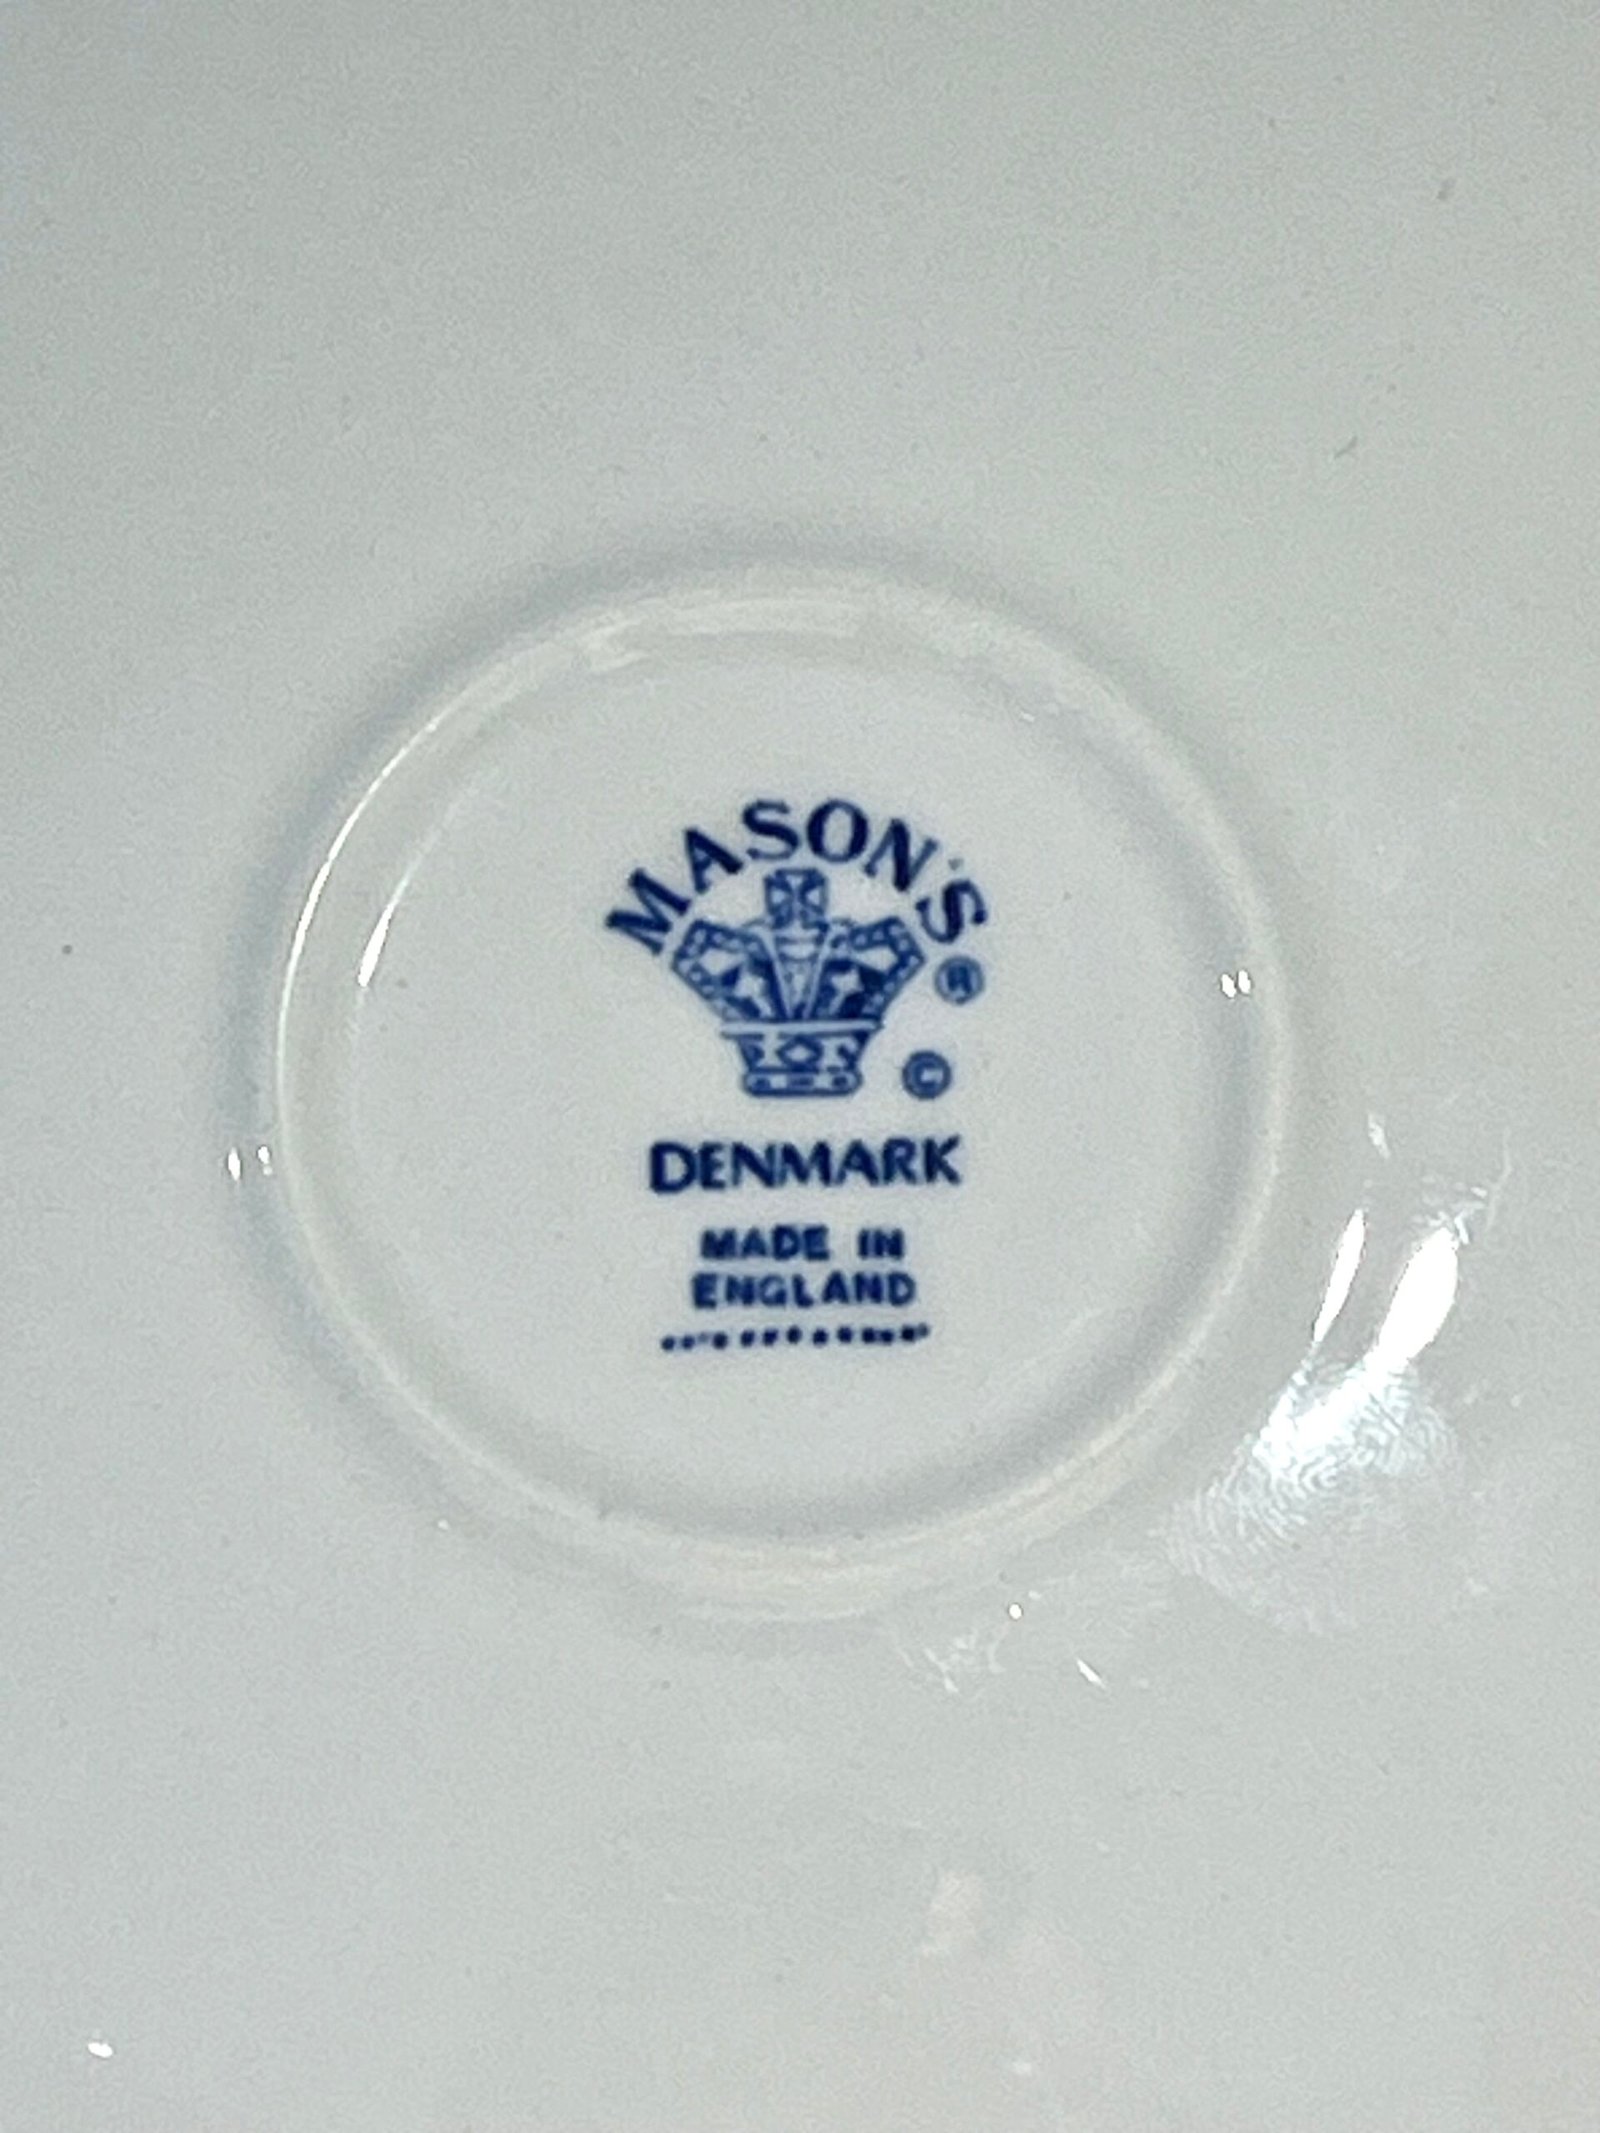 MASON'S
®
©
DENMARK
MADE IN
ENGLAND